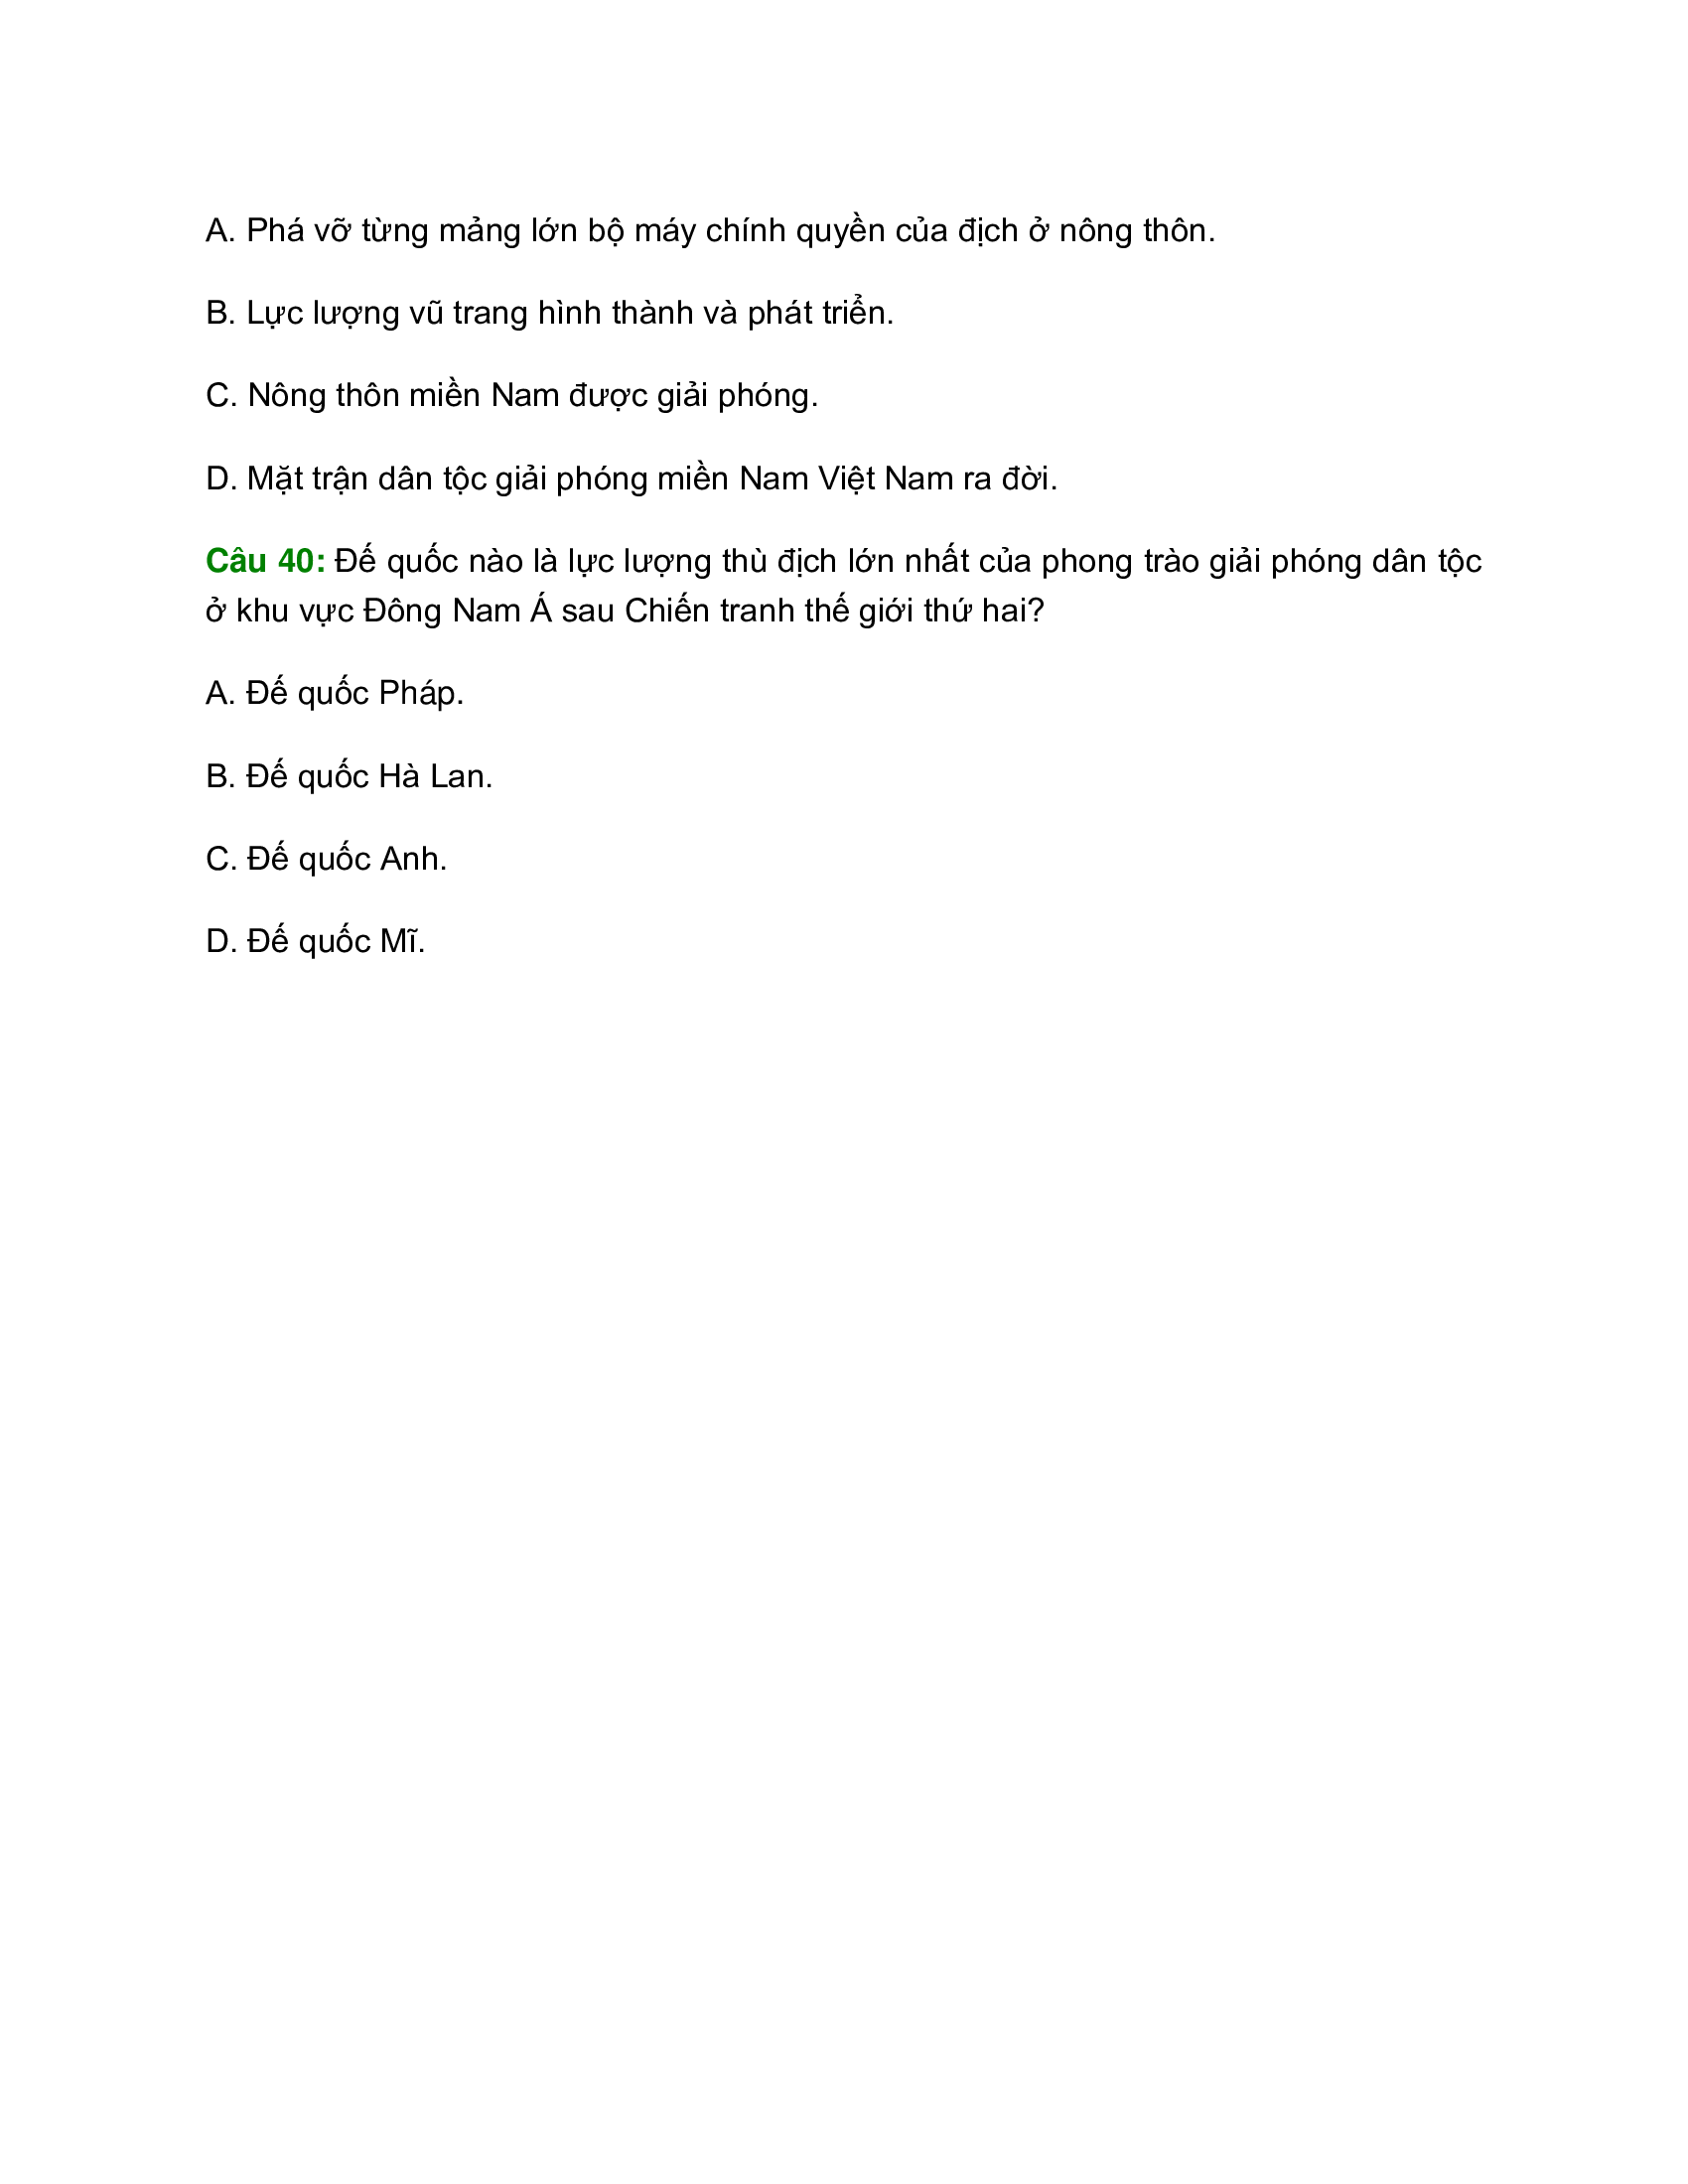 A. Phá vỡ từng mảng lớn bộ máy chính quyền của địch ở nông thôn.
B. Lực lượng vũ trang hình thành và phát triển.
C. Nông thôn miền Nam được giải phóng.
D. Mặt trận dân tộc giải phóng miền Nam Việt Nam ra đời.
Câu 40: Đế quốc nào là lực lượng thù địch lớn nhất của phong trào giải phóng dân tộc
ở khu vực Đông Nam Á sau Chiến tranh thế giới thứ hai?
A. Đế quốc Pháp.
B. Đế quốc Hà Lan.
C. Đế quốc Anh.
D. Đế quốc Mĩ.